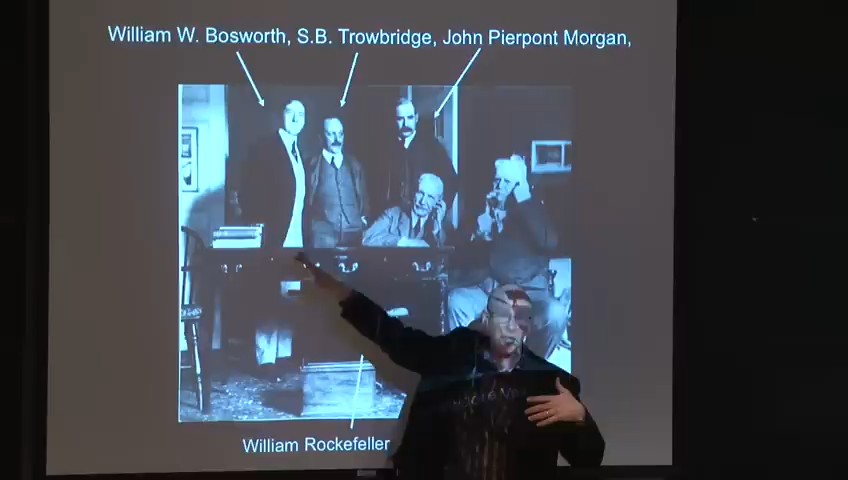 William W. Bosworth, S.B. Trowbridge, John Pierpont Morgan,
William Rockefeller